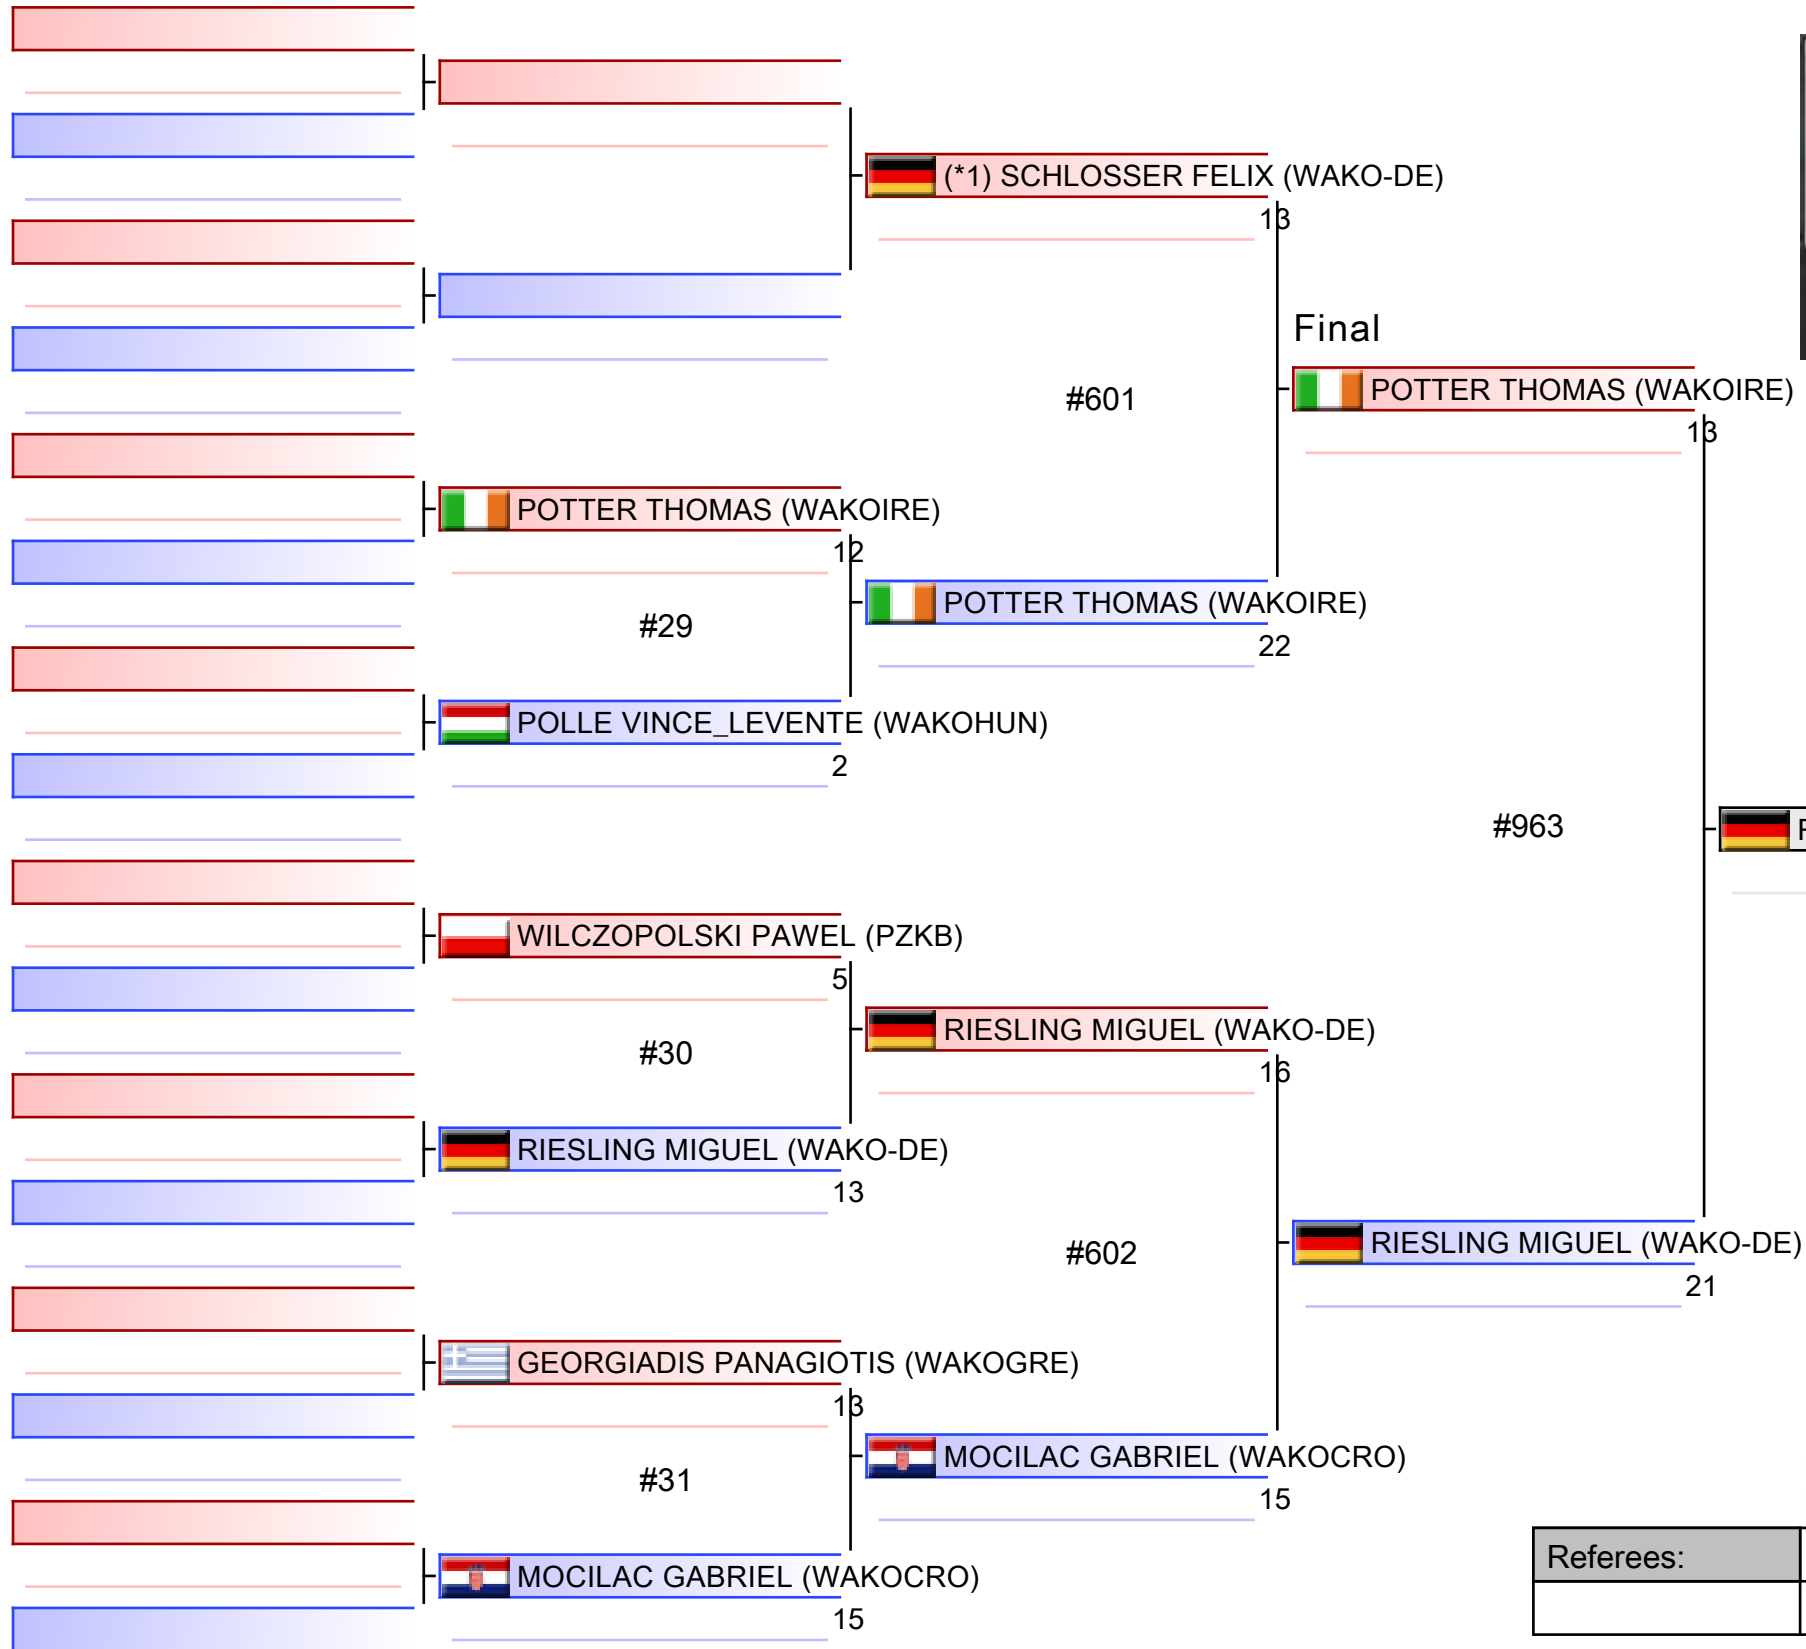 (*1) SCHLOSSER FELIX (WAKO-DE)
13
Final
#601
POTTER THOMAS (WAKOIRE)
13
POTTER THOMAS (WAKOIRE)
12
POTTER THOMAS (WAKOIRE)
#29
22
POLLE VINCE_LEVENTE (WAKOHUN)
2
#963
WILCZOPOLSKI PAWEL (PZKB)
5
RIESLING MIGUEL (WAKO-DE)
#30
16
RIESLING MIGUEL (WAKO-DE)
13
#602
RIESLING MIGUEL (WAKO-DE)
21
GEORGIADIS PANAGIOTIS (WAKOGRE)
13
MOCILAC GABRIEL (WAKOCRO)
#31
15
Referees:
MOCILAC GABRIEL (WAKOCRO)
15